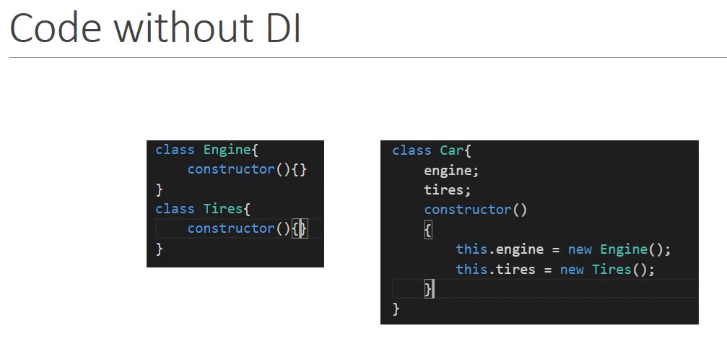 Code without DI
class Engine{
constructor(){}
}
class Tires{
constructor(){}
}
class Car{
engine;
tires;
constructor()
{
this.engine = new Engine();
this.tires = new Tires();
}
}